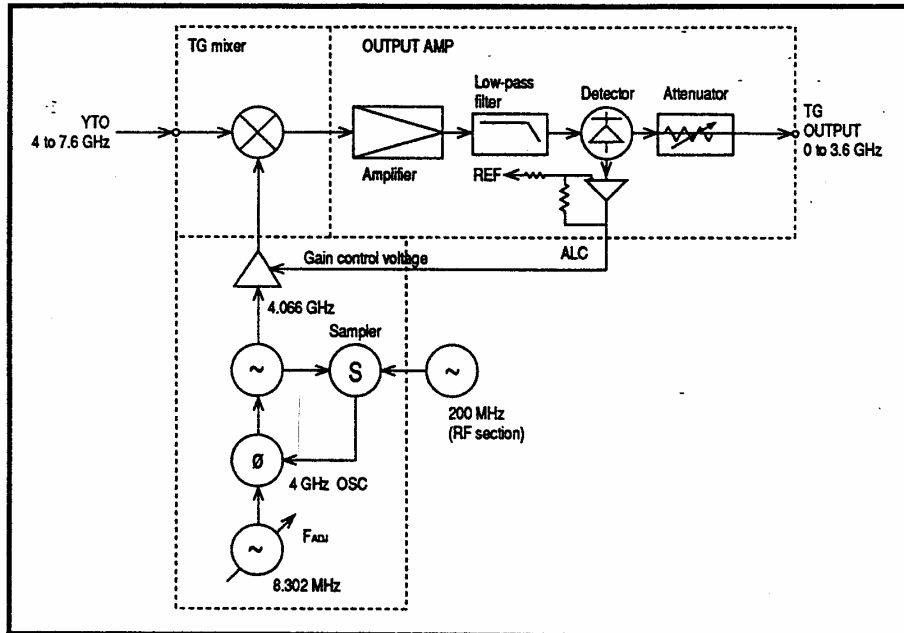 TG mixer
OUTPUT AMP
Low-pass
filter
Detector
Attenuator
YTO
4 to 7.6 GHz
TG
OUTPUT
0 to 3.6 GHz
Amplifier
REF
ALC
Gain control voltage
4.066 GHz
Sampler
~
S
~
200 MHz
(RF section)
ø
4 GHz OSC
~
FADJ
8.302 MHz